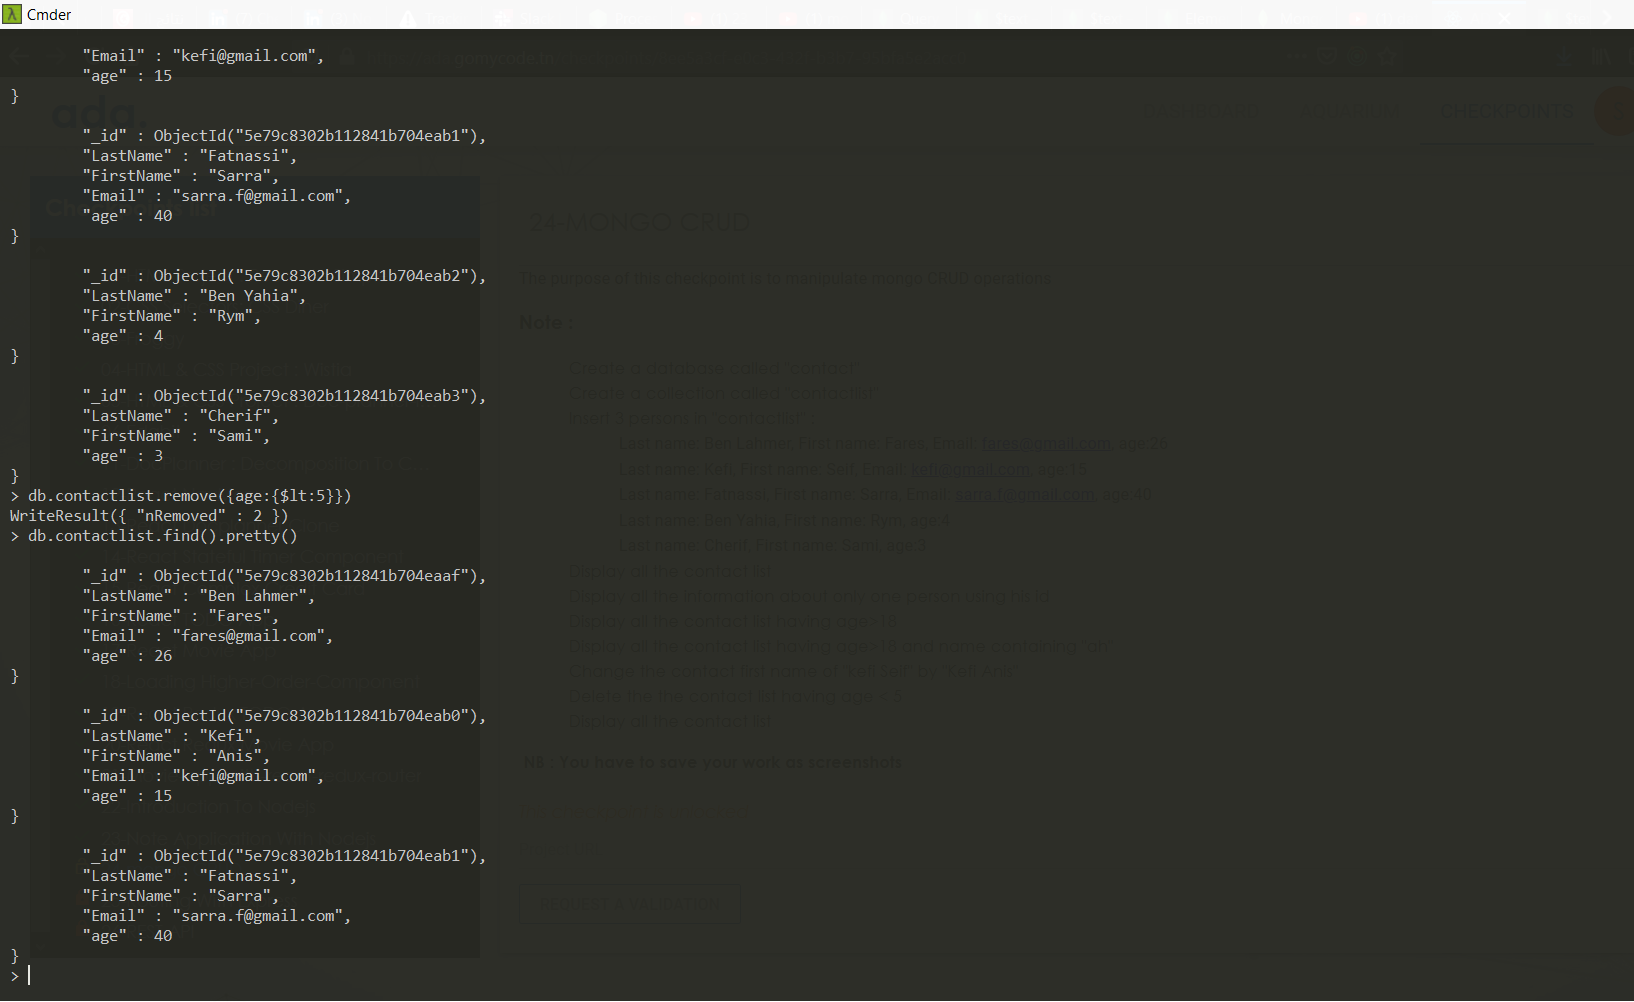 Cmder
"Email" : "kefi@gmail.com",
"age" : 15
}
"_id" : ObjectId("5e79c8302b112841b704eab1"),
"LastName" : "Fatnassi",
"FirstName" : "Sarra",
"Email" : "sarra.f@gmail.com",
"age" : 40
}
"_id" : ObjectId("5e79c8302b112841b704eab2"),
"LastName" : "Ben Yahia",
"FirstName" : "Rym",
"age" : 4
}
"_id" : ObjectId("5e79c8302b112841b704eab3"),
"LastName" : "Cherif",
"FirstName" : "Sami",
"age" : 3
}
> db.contactlist.remove({age:{$lt:5}})
WriteResult({ "nRemoved" : 2 })
> db.contactlist.find().pretty()
"_id" : ObjectId("5e79c8302b112841b704eaaf"),
"LastName" : "Ben Lahmer",
"FirstName" : "Fares",
"Email" : "fares@gmail.com",
"age" : 26
}
"_id" : ObjectId("5e79c8302b112841b704eab0"),
"LastName" : "Kefi",
"FirstName" : "Anis",
"Email" : "kefi@gmail.com",
"age" : 15
}
"_id" : ObjectId("5e79c8302b112841b704eab1"),
"LastName" : "Fatnassi",
"FirstName" : "Sarra",
"Email" : "sarra.f@gmail.com",
"age" : 40
}
>
gomycode.tn
ada.
DASHBOARD
CHECKPOINTS
24-MONGO CRUD
The purpose of this checkpoint is to manipulate mongo CRUD operations
Note :
Create a database called "contact"
Create a collection called "contactlist"
Insert 5 persons in "contactlist"
Last name: Ben Lahmer, First name: Fares, Email: fares@gmail.com, age:26
Last name: Kefi, First name: Seif, Email: kefi@gmail.com, age:15
Last name: Fatnassi, First name: Sarra, Email: sarra.f@gmail.com, age:40
Last name: Ben Yahia, First name: Rym, age:4
Last name: Cherif, First name: Sami, age:3
Display all the contact list
Display all the information about only one person using his id
Display all the contact list having age>18
Display all the contact list having age>18 and name containing "ah"
Change the contact list name of "Kefi Seif" by "Kefi Anis"
Delete the the contact list having age < 5
Display all the contact list
NB : You have to save your work as screenshots
REQUEST A VALIDATION